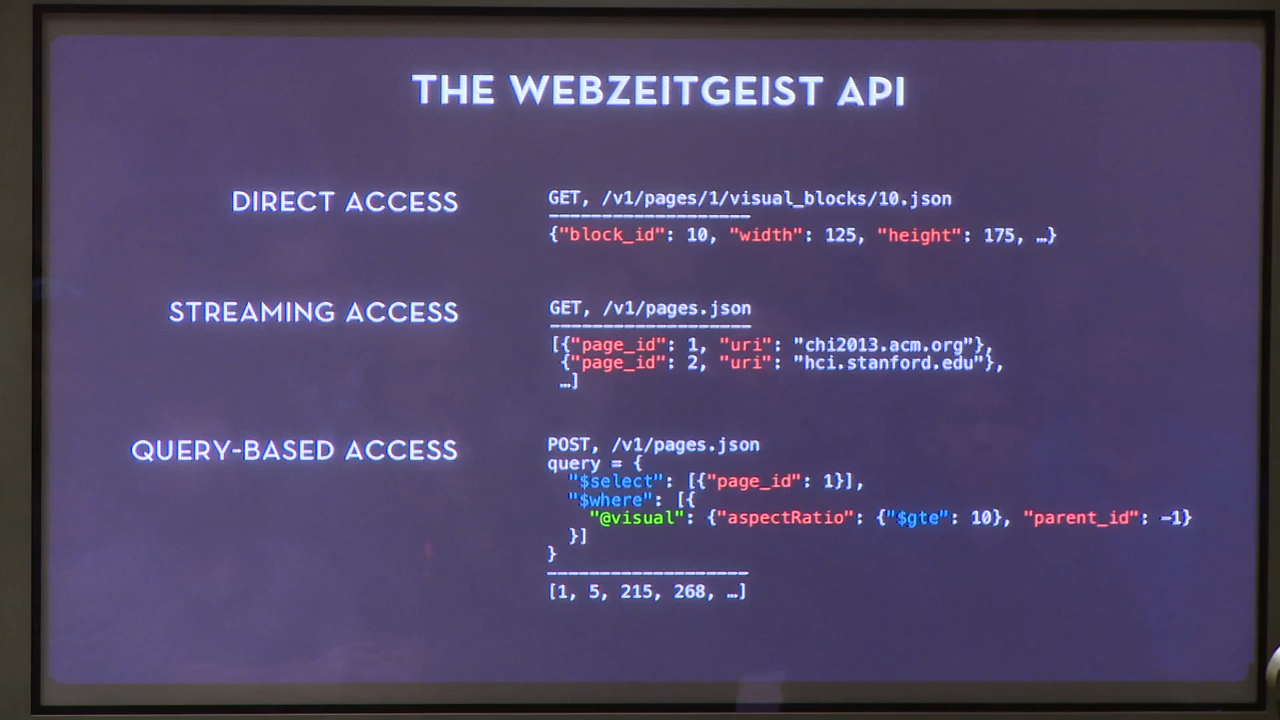 THE WEBZEITGEIST API
DIRECT ACCESS
GET, /v1/pages/1/visual_blocks/10.json
-------------------
{"block_id": 10, "width": 125, "height": 175, …}
STREAMING ACCESS
GET, /v1/pages.json
-------------------
[{"page_id": 1, "uri": "chi2013.acm.org"},
{"page_id": 2, "uri": "hci.stanford.edu"},
…]
QUERY-BASED ACCESS
POST, /v1/pages.json
query = {
"$select": [{"page_id": 1}],
"$where": [{
"@visual": {"aspectRatio": {"$gte": 10}, "parent_id": -1}
}]
}
-------------------
[1, 5, 215, 268, …]